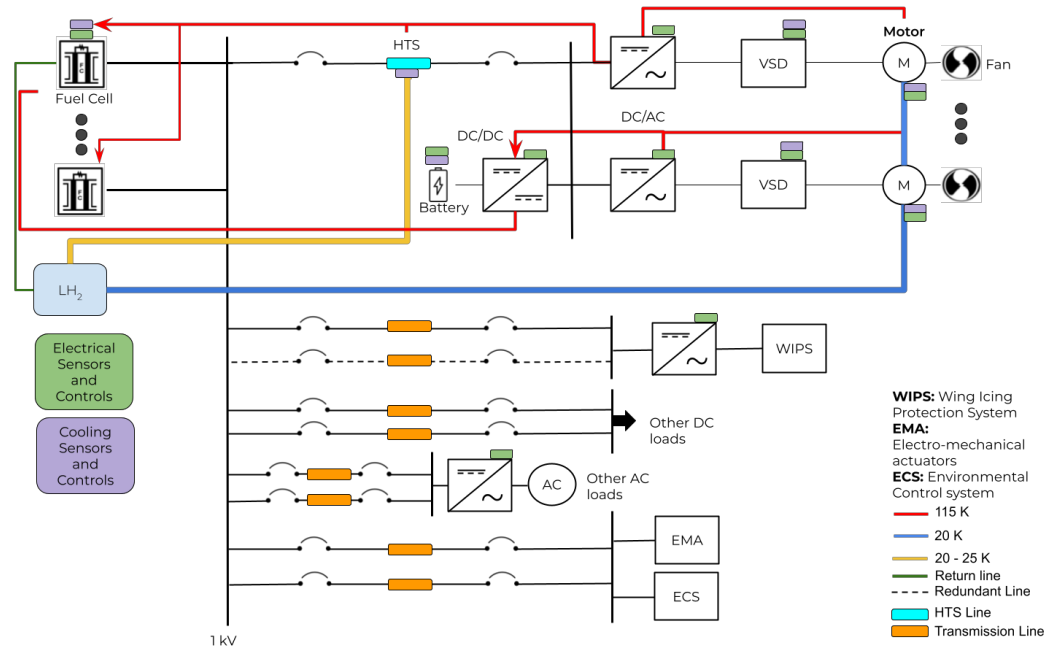 HTS
Motor
F
C
VSD
M
Fan
Fuel Cell
DC/AC
DC/DC
F
C
Battery
VSD
M
LH2
Electrical
Sensors
and
Controls
Cooling
Sensors
and
Controls
WIPS
Other DC
loads
AC
Other AC
loads
EMA
ECS
1 kV
WIPS: Wing Icing
Protection System
EMA:
Electro-mechanical
actuators
ECS: Environmental
Control system
115 K
20 K
20 - 25 K
Return line
Redundant Line
HTS Line
Transmission Line